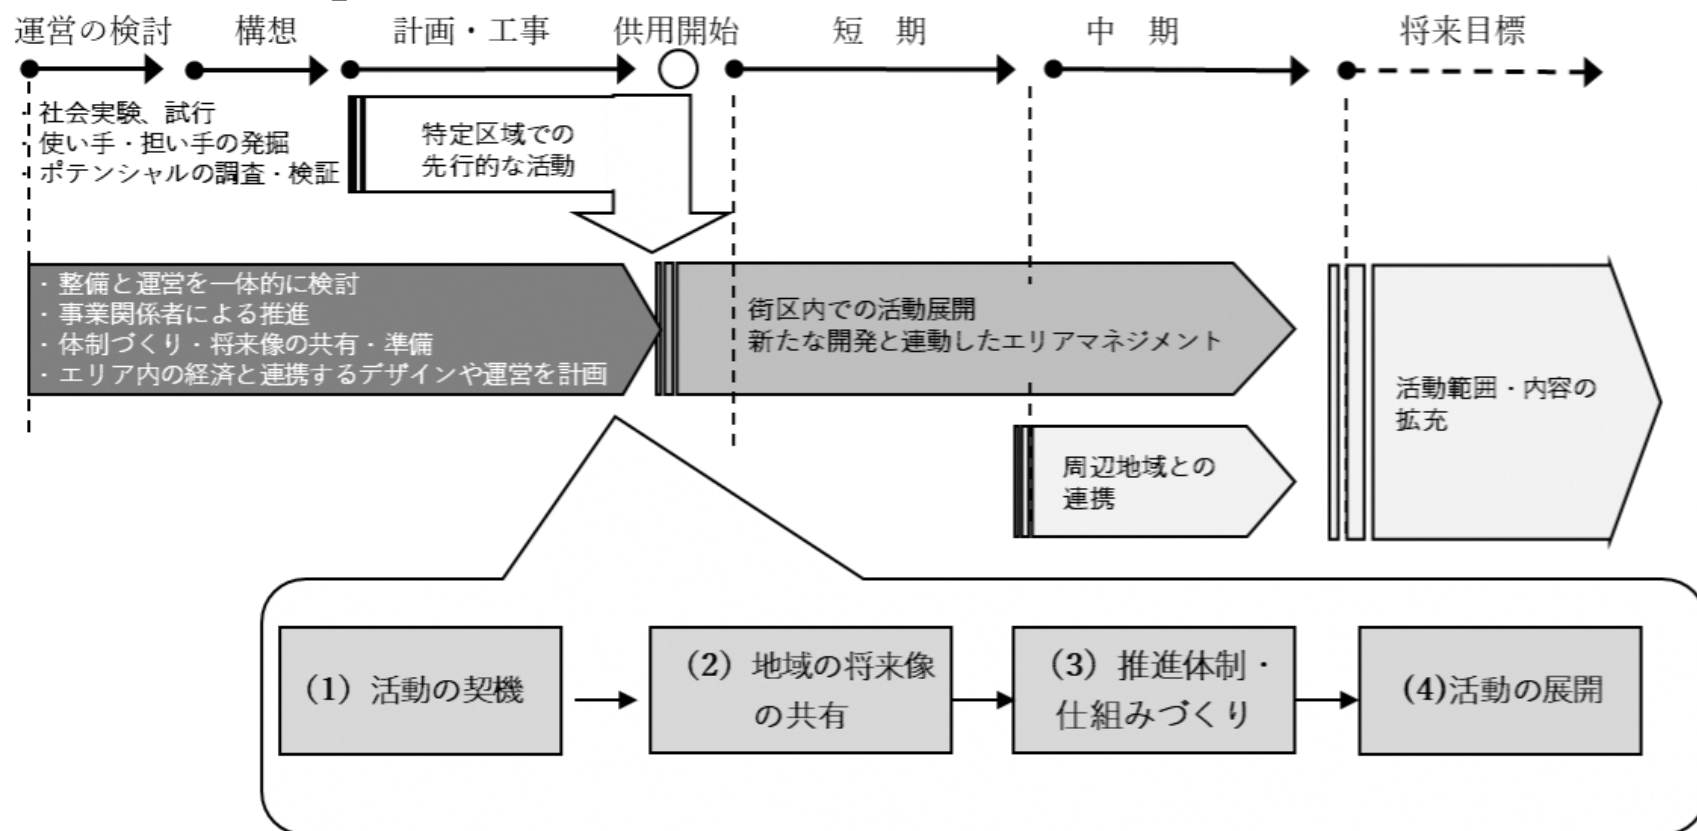 運営の検討
構想
計画・工事
供用開始
短　期
中　期
将来目標
・社会実験、試行
・使い手・担い手の発掘
・ポテンシャルの調査・検証
特定区域での
先行的な活動
・整備と運営を一体的に検討
・事業関係者による推進
・体制づくり・将来像の共有・準備
・エリア内の経済と連携するデザインや運営を計画
街区内での活動展開
新たな開発と連動したエリアマネジメント
周辺地域との
連携
活動範囲・内容の
拡充
（1）活動の契機
（2）地域の将来像
の共有
（3）推進体制・
仕組みづくり
(4)活動の展開